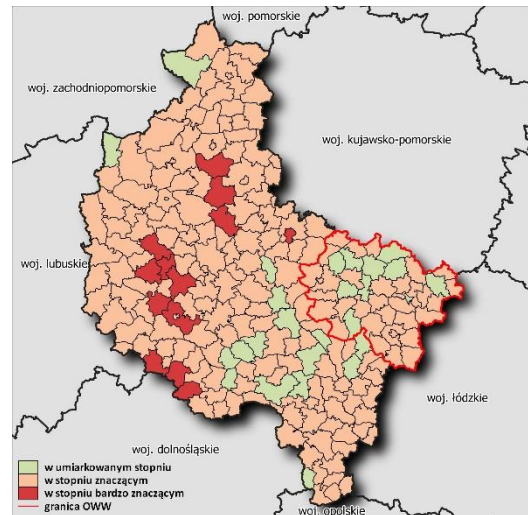 woj. pomorskie
woj. zachodniopomorskie
woj. kujawsko-pomorskie
woj. lubuskie
woj. łódzkie
woj. dolnośląskie
w umiarkowanym stopniu
w stopniu znaczącym
w stopniu bardzo znaczącym
granica OWW
woj. opolskie